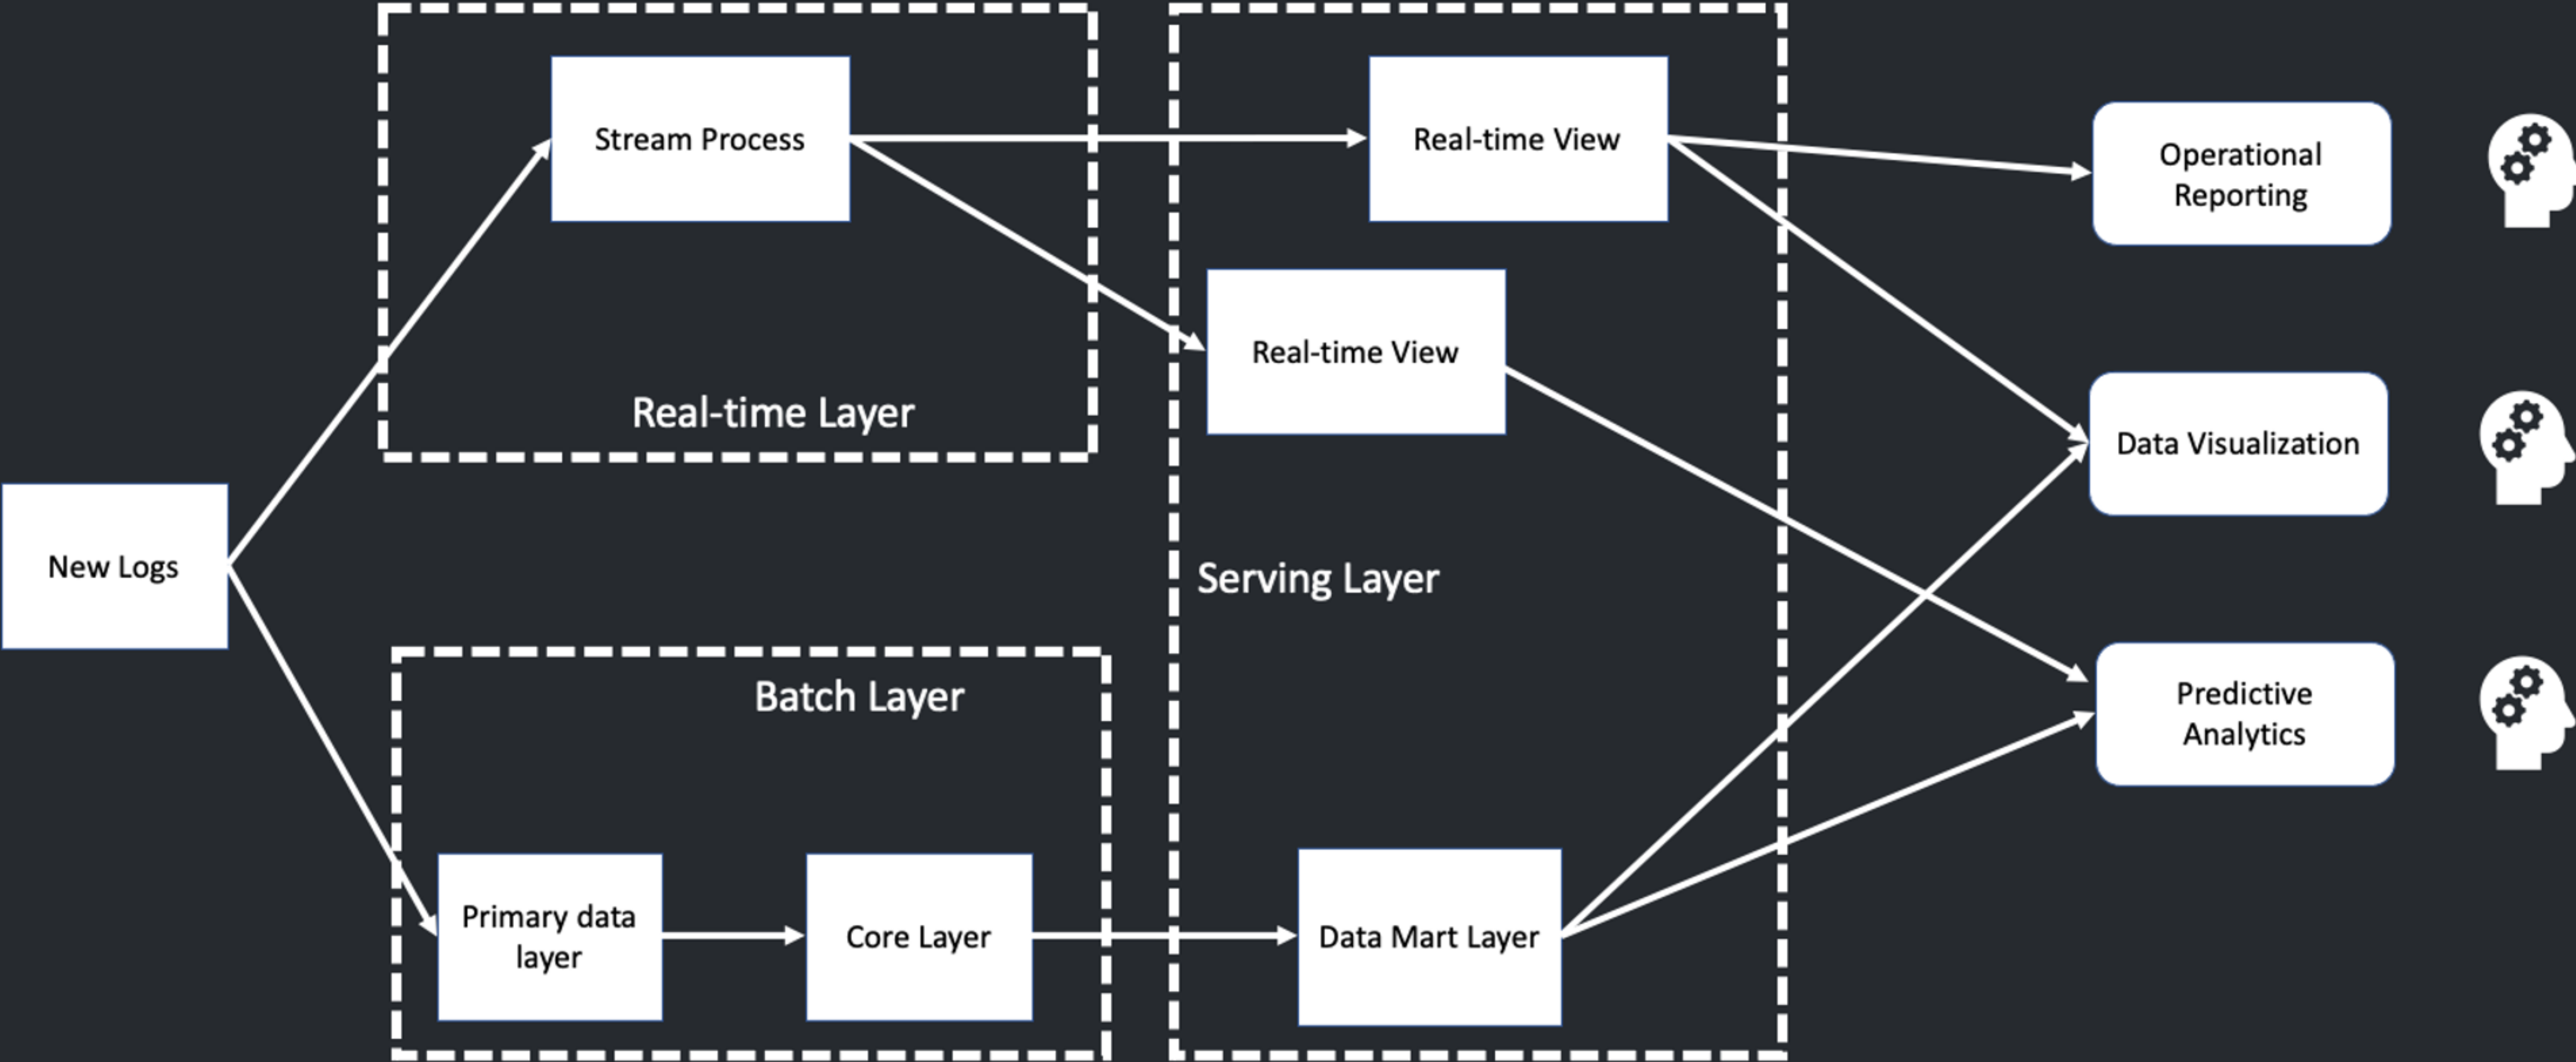 Stream Process
Real-time View
Operational
Reporting
Real-time View
Real-time Layer
Data Visualization
New Logs
Serving Layer
Batch Layer
Predictive
Analytics
Primary data
layer
Core Layer
Data Mart Layer